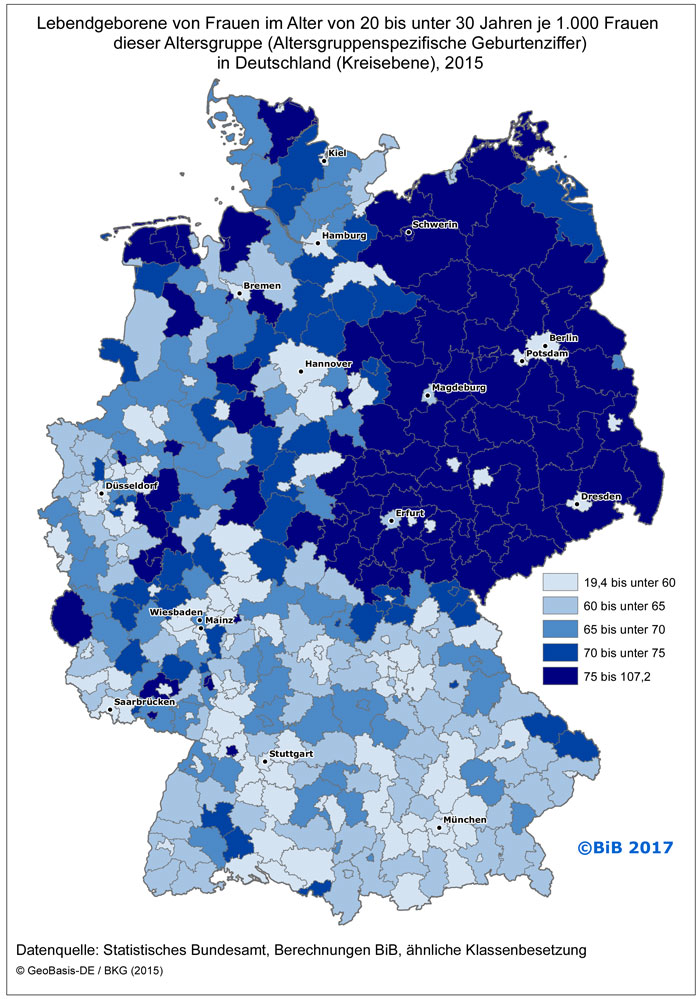 Lebendgeborene von Frauen im Alter von 20 bis unter 30 Jahren je 1.000 Frauen
dieser Altersgruppe (Altersgruppenspezifische Geburtenziffer)
in Deutschland (Kreisebene), 2015
Kiel
Schwerin
Hamburg
Bremen
Berlin
Potsdam
Hannover
Magdeburg
Düsseldorf
Dresden
Erfurt
19,4 bis unter 60
60 bis unter 65
Wiesbaden
Mainz
65 bis unter 70
70 bis unter 75
75 bis 107,2
Saarbrücken
Stuttgart
München
©BiB 2017
Datenquelle: Statistisches Bundesamt, Berechnungen BiB, ähnliche Klassenbesetzung
© GeoBasis-DE / BKG (2015)